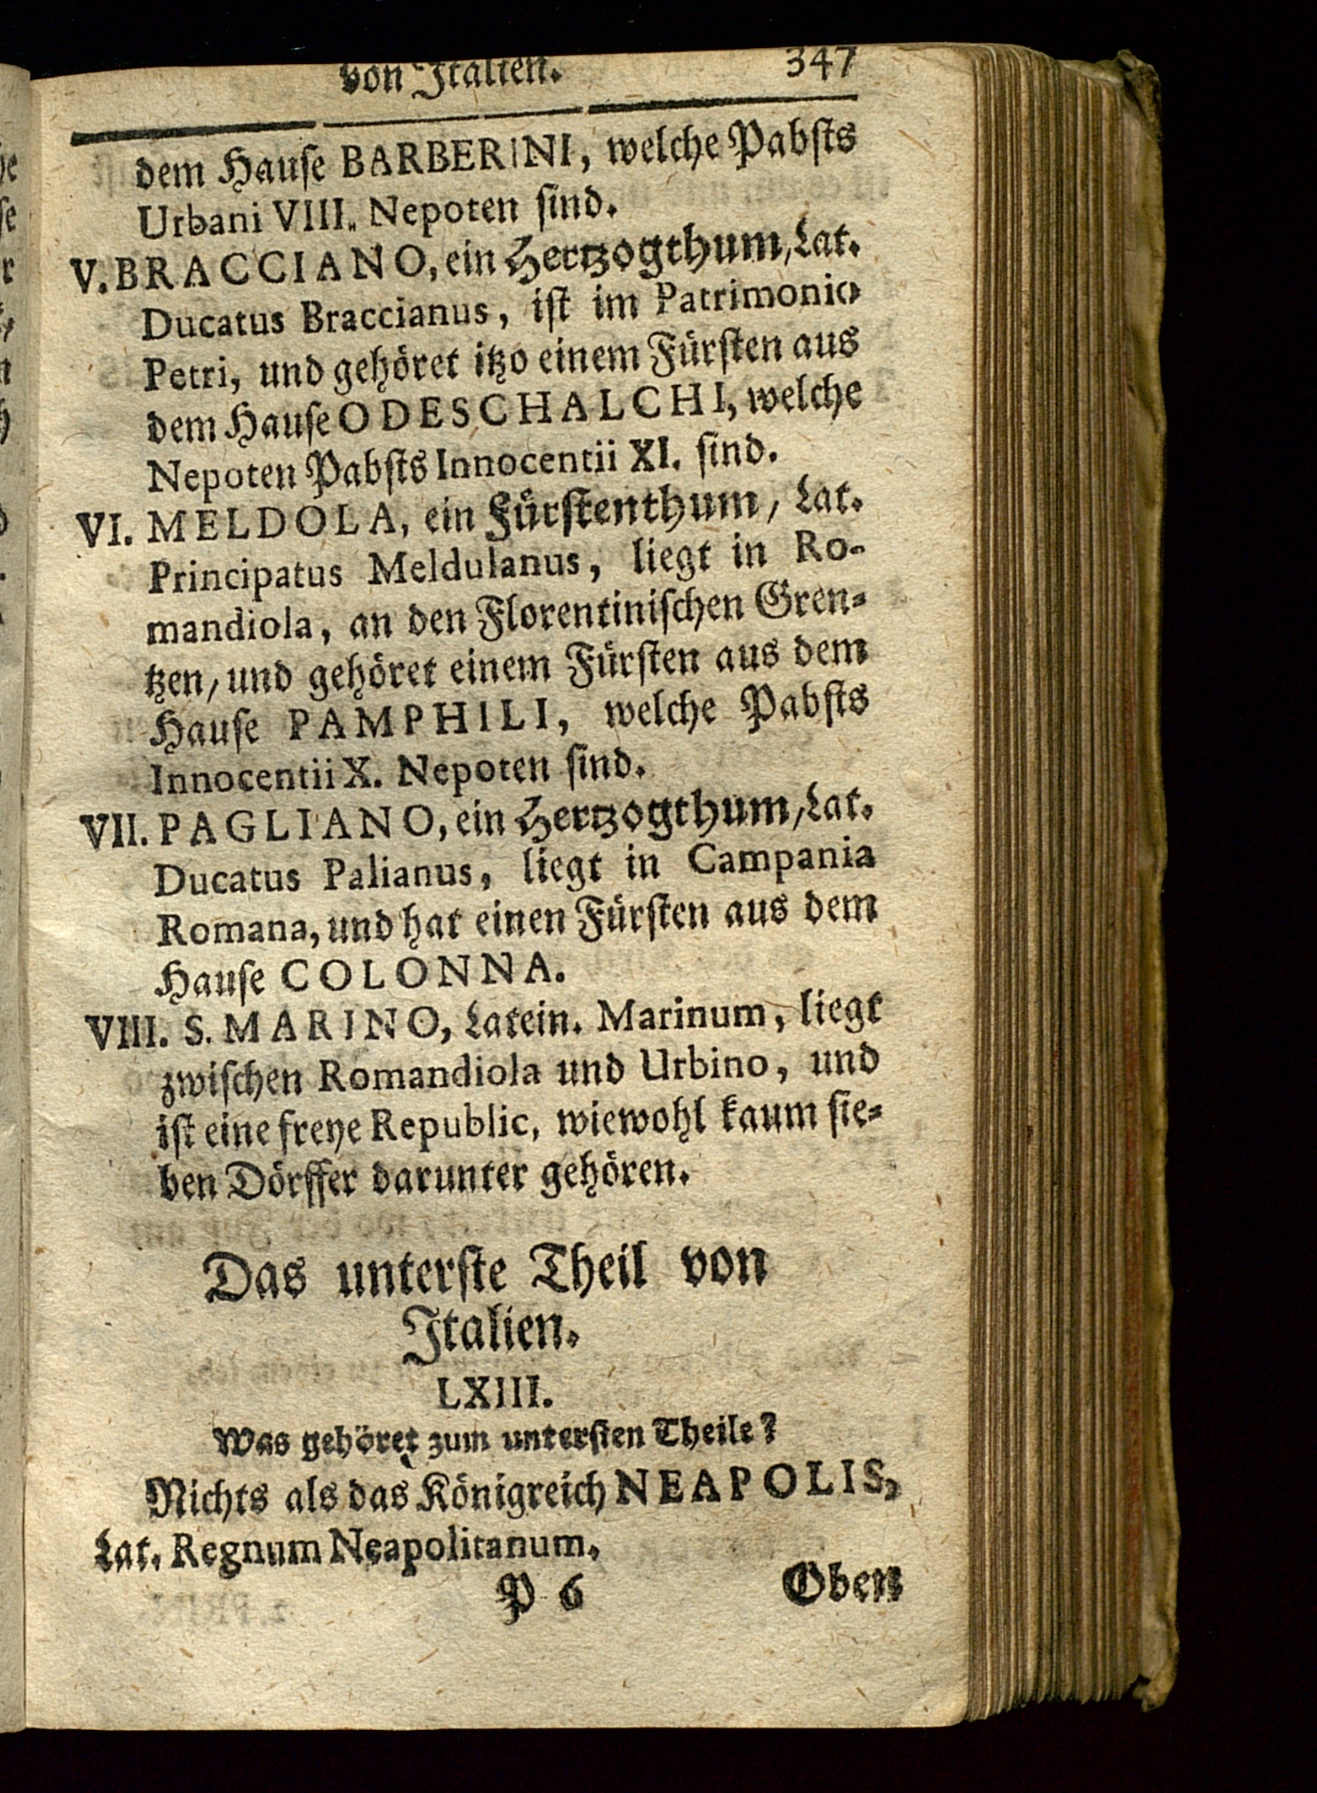 von Italien. 347
dem Hause BARBERINI, welche Pabsts
Urbani VIII. Nepoten sind.
V. BRACCIANO, ein Hertzogthum, Lat.
Ducatus Braccianus, ist im Patrimonio
Petri, und gehöret itzo einem Fürsten aus
dem Hause ODESCHALCHI, welche
Nepoten Pabsts Innocentii XI. sind.
VI. MELDOLA, ein Fürstenthum, Lat.
Principatus Meldulanus, liegt in Ro-
mandiola, an den Florentinischen Gren-
tzen, und gehöret einem Fürsten aus dem
Hause PAMPHILI, welche Pabsts
Innocentii X. Nepoten sind.
VII. PAGLIANO, ein Hertzogthum, Lat.
Ducatus Palianus, liegt in Campania
Romana, und hat einen Fürsten aus dem
Hause COLONNA.
VIII. S. MARINO, Latein. Marinum, liegt
zwischen Romandiola und Urbino, und
ist eine freye Republic, wiewohl kaum sie-
ben Dörffer darunter gehören.
Das unterste Theil von
Italien.
LXIII.
Was gehöret zum untersten Theile?
Nichts als das Königreich NEAPOLIS,
Lat. Regnum Neapolitanum.
P 6 Oben